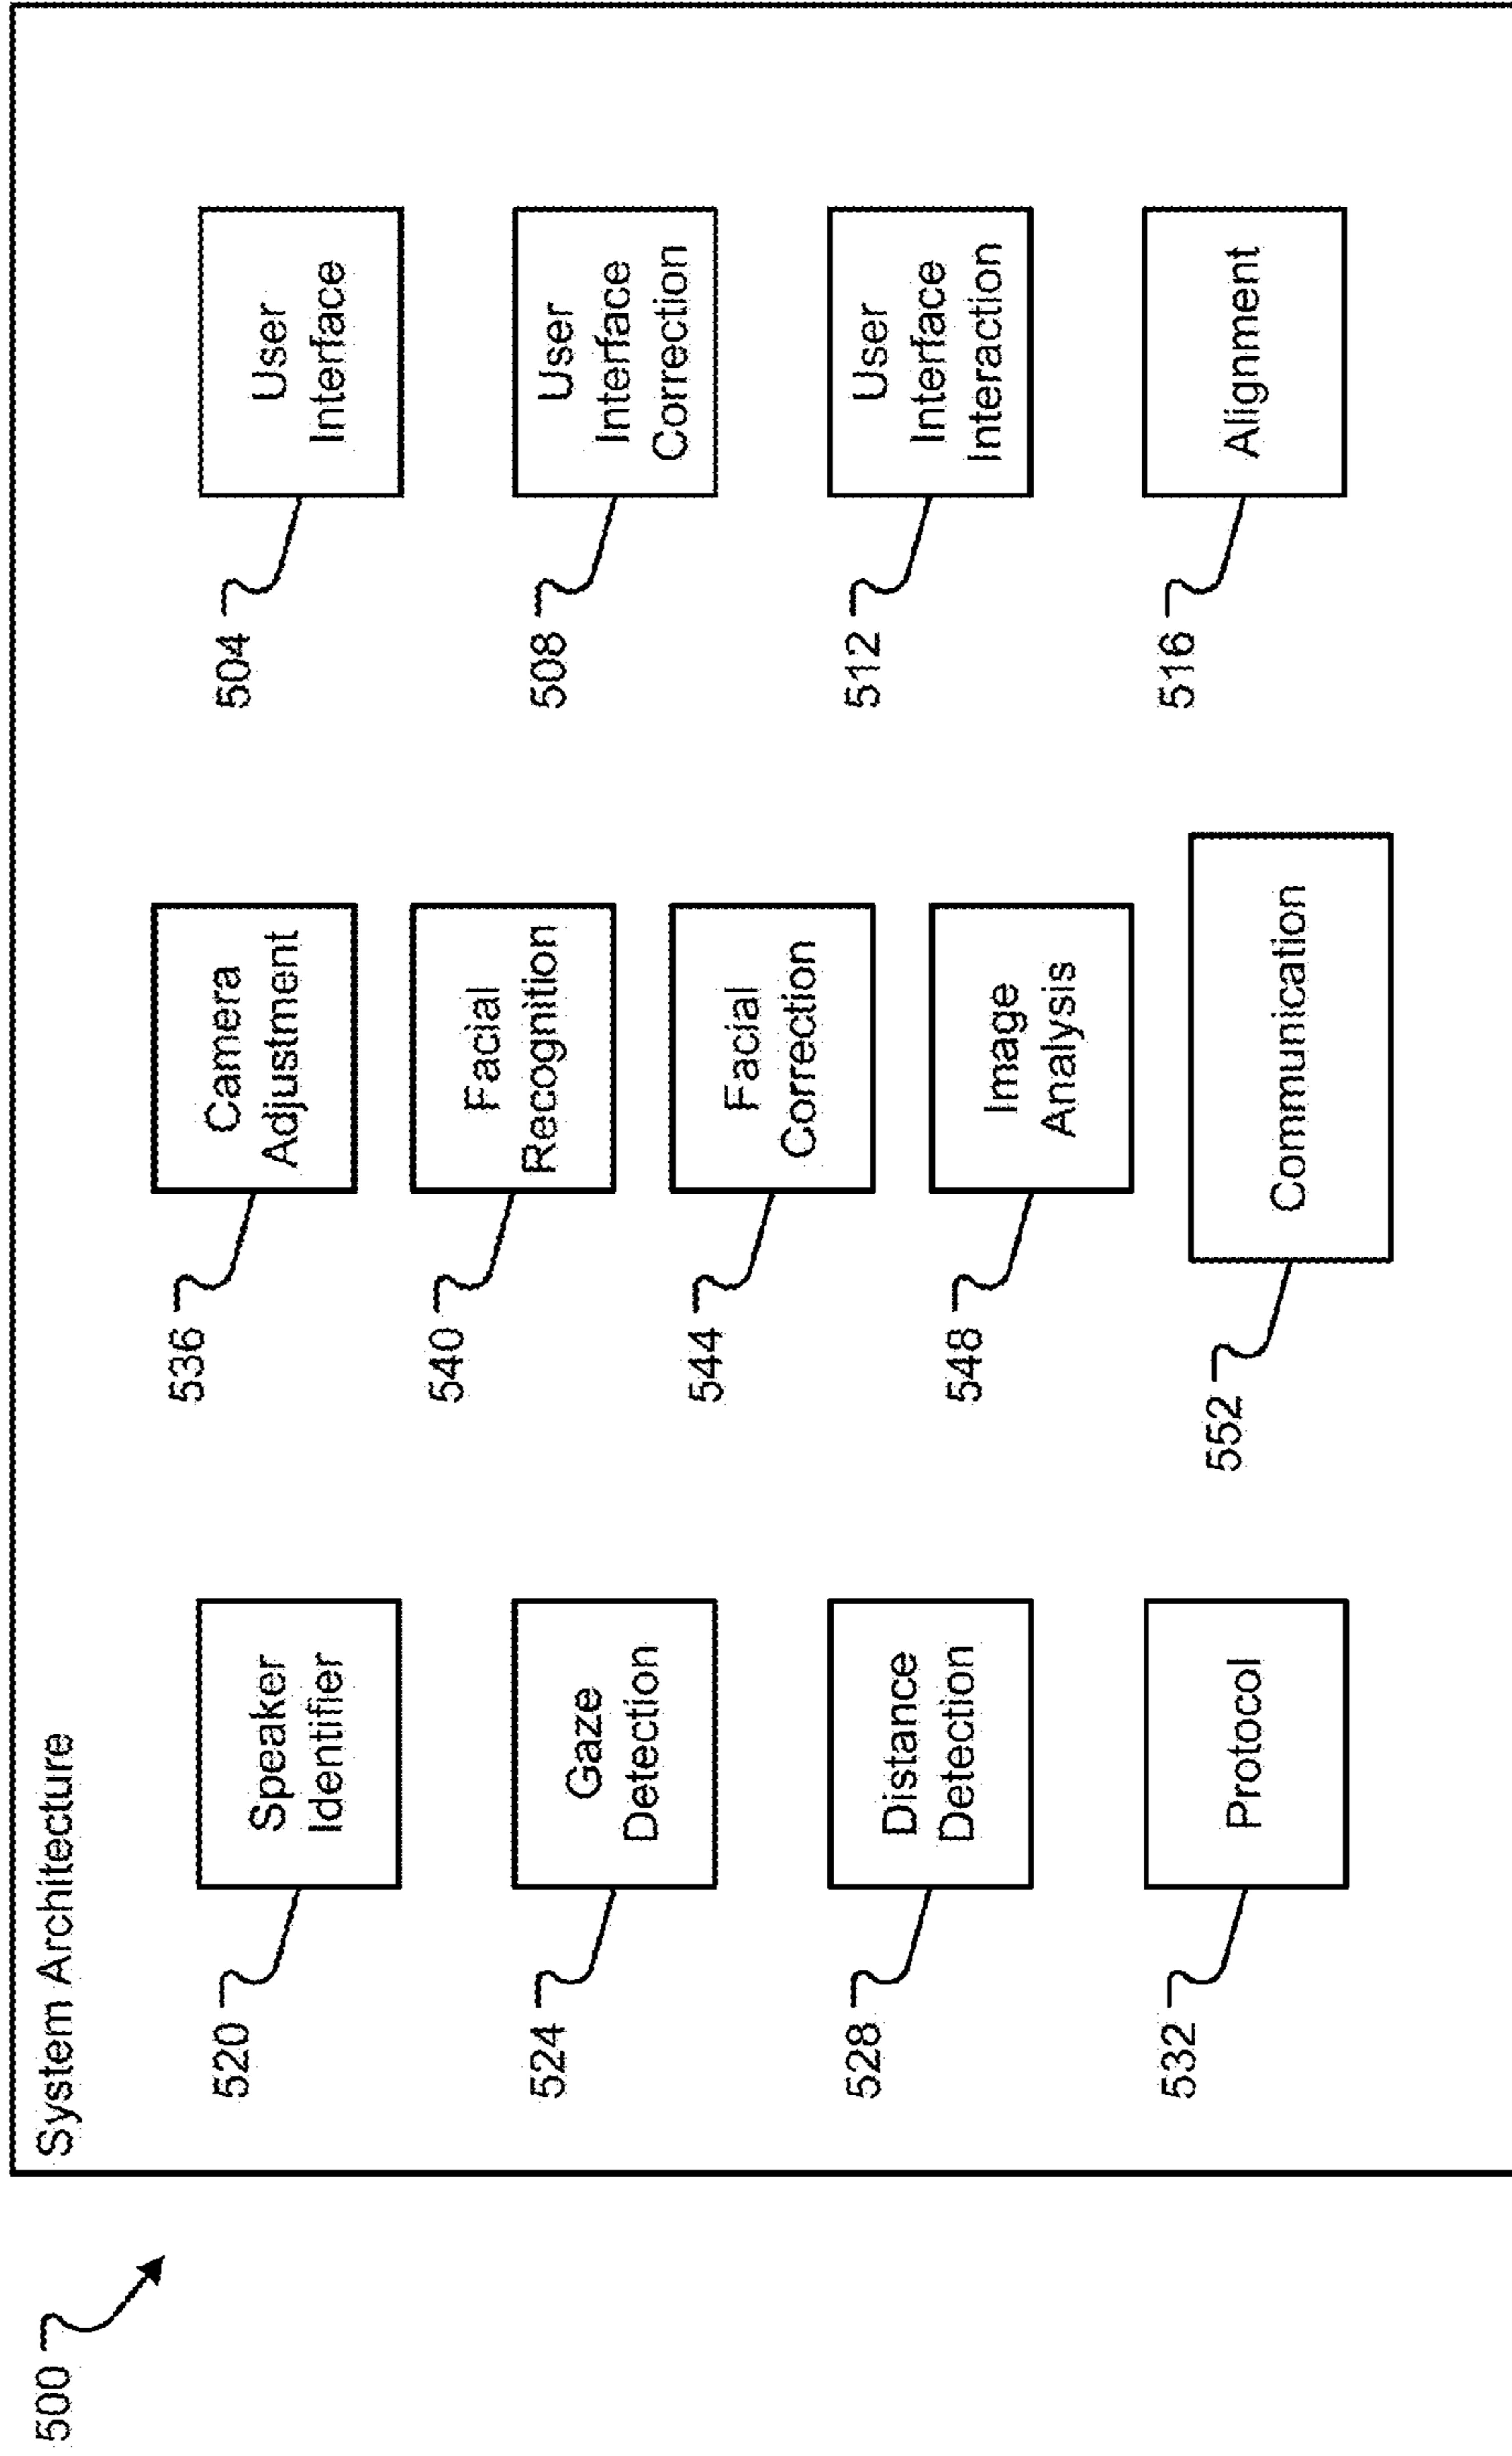 500
System Architecture
520
Speaker
Identifier
524
Gaze
Detection
528
Distance
Detection
532
Protocol
536
Camera
Adjustment
540
Facial
Recognition
544
Facial
Correction
548
Image
Analysis
552
Communication
504
User
Interface
508
User
Interface
Correction
512
User
Interface
Interaction
516
Alignment